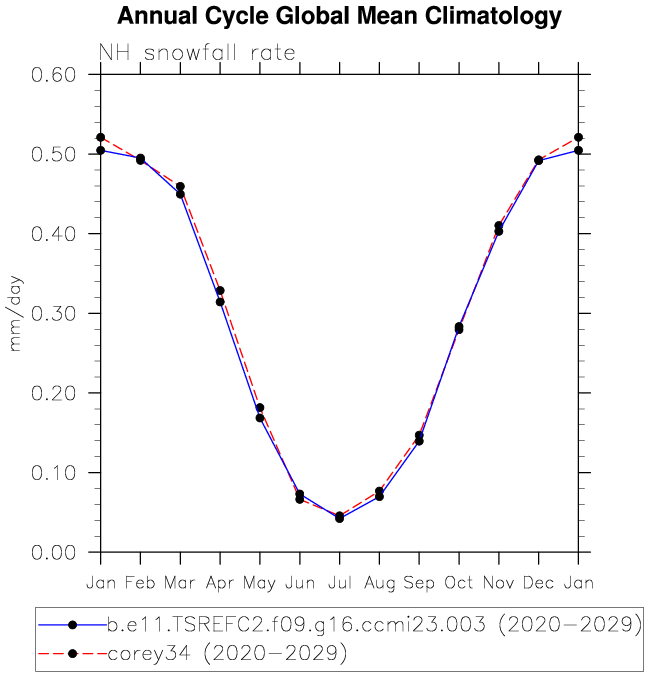 Annual Cycle Global Mean Climatology
NH snowfall rate
0.60
0.50
0.40
0.30
0.20
0.10
0.00
mm/day
Jan Feb Mar Apr May Jun Jul Aug Sep Oct Nov Dec Jan
b.e11.TSREFC2.f09.g16.ccmi23.003 (2020-2029)
corey34 (2020-2029)